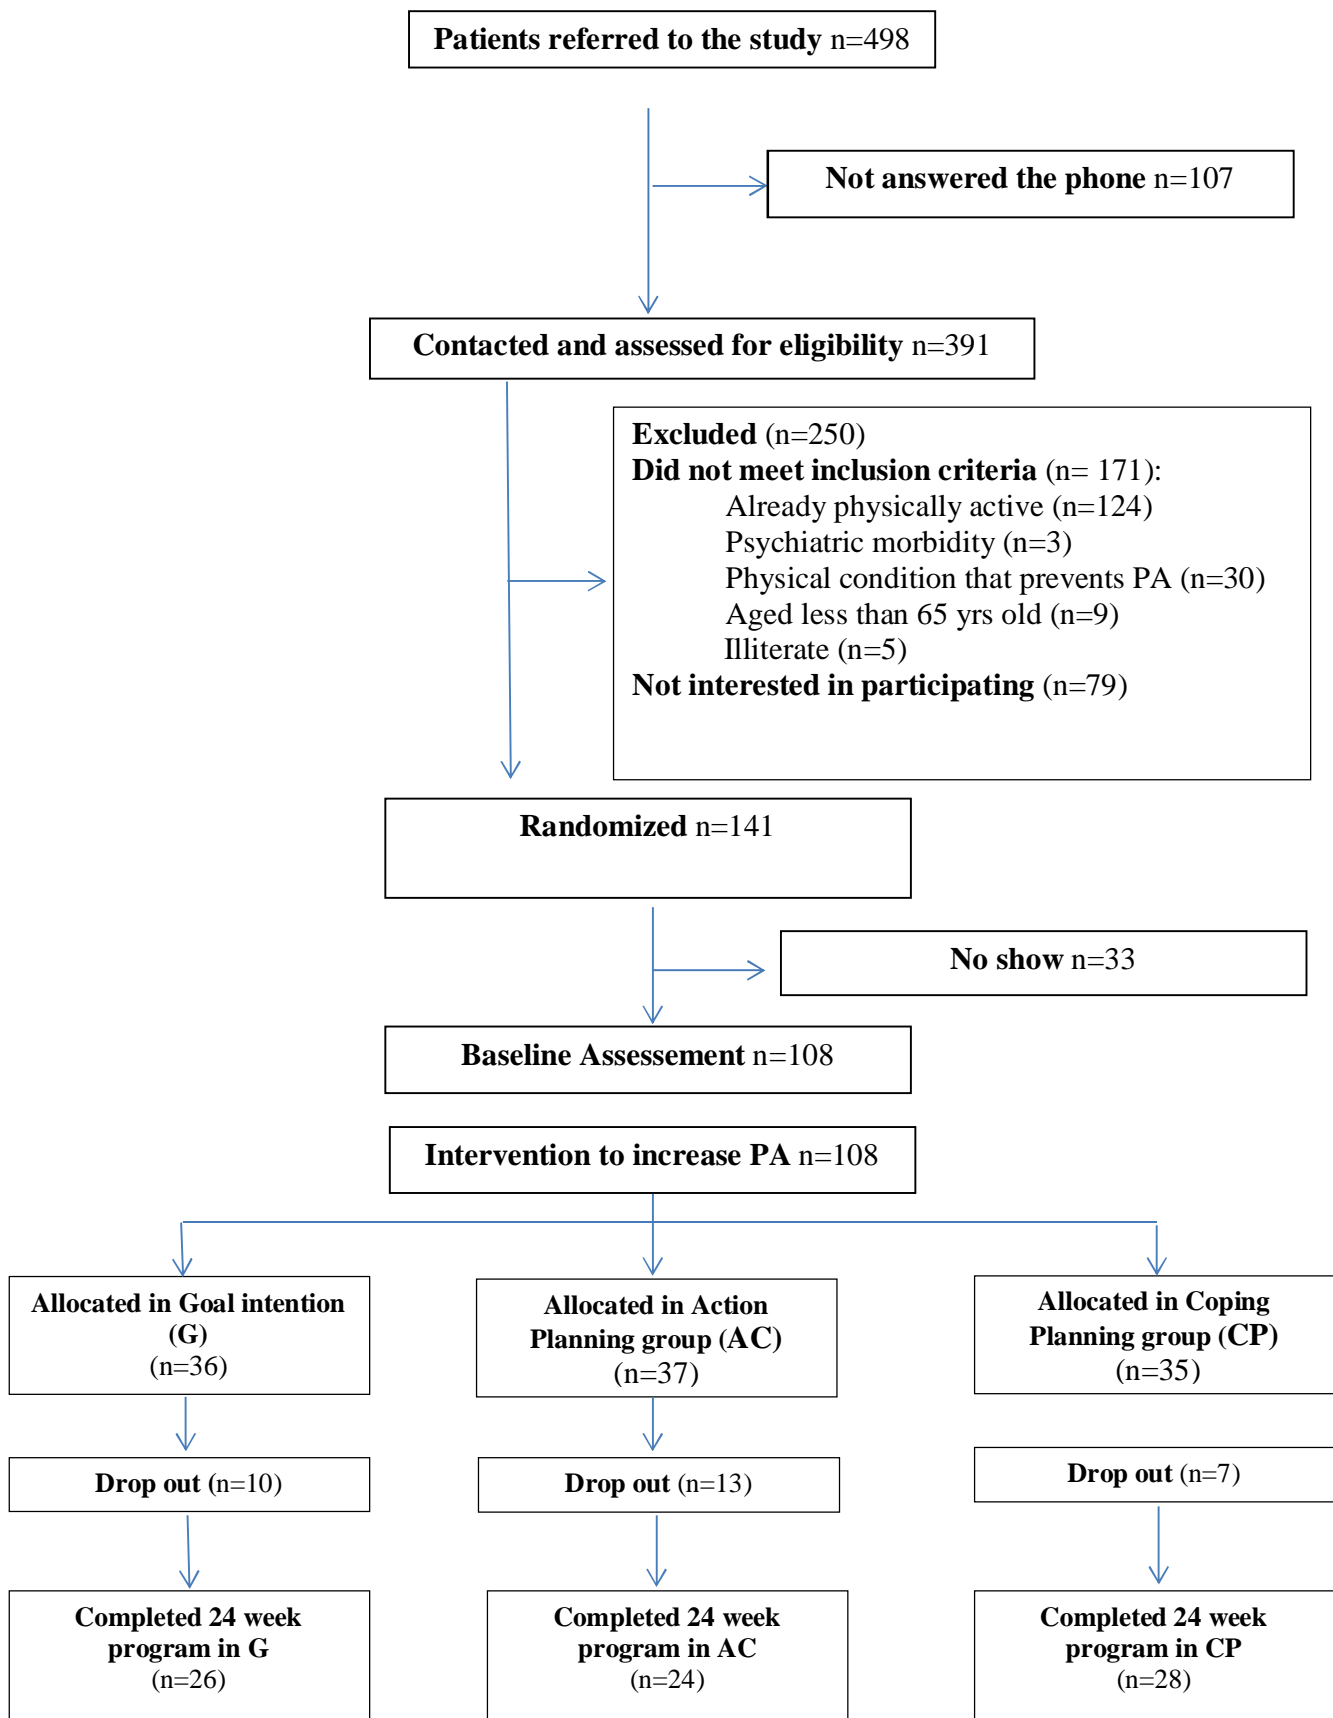 Patients referred to the study n=498
Not answered the phone n=107
Contacted and assessed for eligibility n=391
Excluded (n=250)
Did not meet inclusion criteria (n= 171):
Already physically active (n=124)
Psychiatric morbidity (n=3)
Physical condition that prevents PA (n=30)
Aged less than 65 yrs old (n=9)
Illiterate (n=5)
Not interested in participating (n=79)
Randomized n=141
No show n=33
Baseline Assessement n=108
Intervention to increase PA n=108
Allocated in Goal intention
(G)
(n=36)
Allocated in Action
Planning group (AC)
(n=37)
Allocated in Coping
Planning group (CP)
(n=35)
Drop out (n=10)
Drop out (n=13)
Drop out (n=7)
Completed 24 week
program in G
(n=26)
Completed 24 week
program in AC
(n=24)
Completed 24 week
program in CP
(n=28)